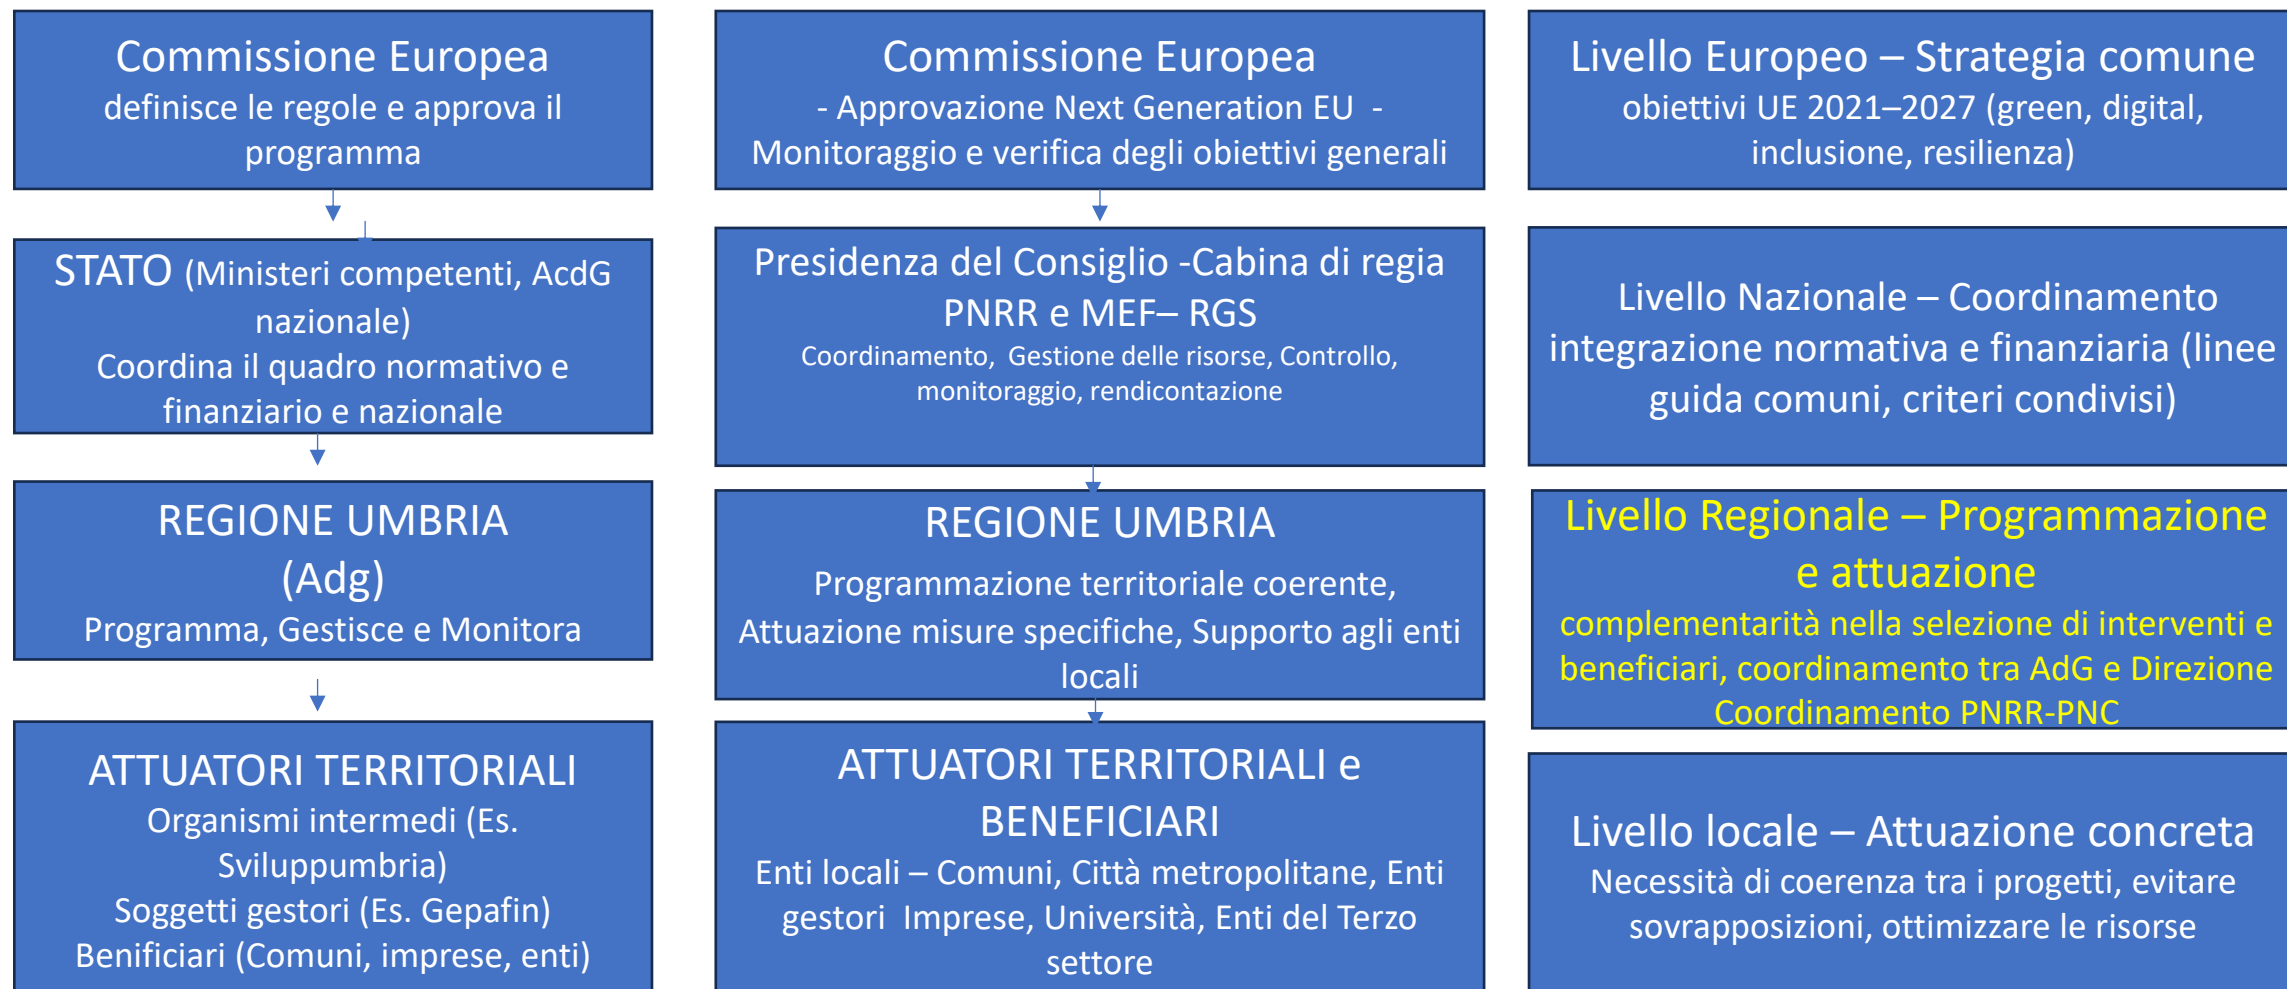 Commissione Europea
definisce le regole e approva il
programma
STATO (Ministeri competenti, AcdG
nazionale)
Coordina il quadro normativo e
finanziario e nazionale
REGIONE UMBRIA
(Adg)
Programma, Gestisce e Monitora
ATTUATORI TERRITORIALI
Organismi intermedi (Es.
Sviluppumbria)
Soggetti gestori (Es. Gepafin)
Benificiari (Comuni, imprese, enti)
Commissione Europea
- Approvazione Next Generation EU -
Monitoraggio e verifica degli obiettivi generali
Presidenza del Consiglio -Cabina di regia
PNRR e MEF– RGS
Coordinamento, Gestione delle risorse, Controllo,
monitoraggio, rendicontazione
REGIONE UMBRIA
Programmazione territoriale coerente,
Attuazione misure specifiche, Supporto agli enti
locali
ATTUATORI TERRITORIALI e
BENEFICIARI
Enti locali – Comuni, Città metropolitane, Enti
gestori Imprese, Università, Enti del Terzo
settore
Livello Europeo – Strategia comune
obiettivi UE 2021–2027 (green, digital,
inclusione, resilienza)
Livello Nazionale – Coordinamento
integrazione normativa e finanziaria (linee
guida comuni, criteri condivisi)
Livello Regionale – Programmazione
e attuazione
complementarità nella selezione di interventi e
beneficiari, coordinamento tra AdG e Direzione
Coordinamento PNRR-PNC
Livello locale – Attuazione concreta
Necessità di coerenza tra i progetti, evitare
sovrapposizioni, ottimizzare le risorse